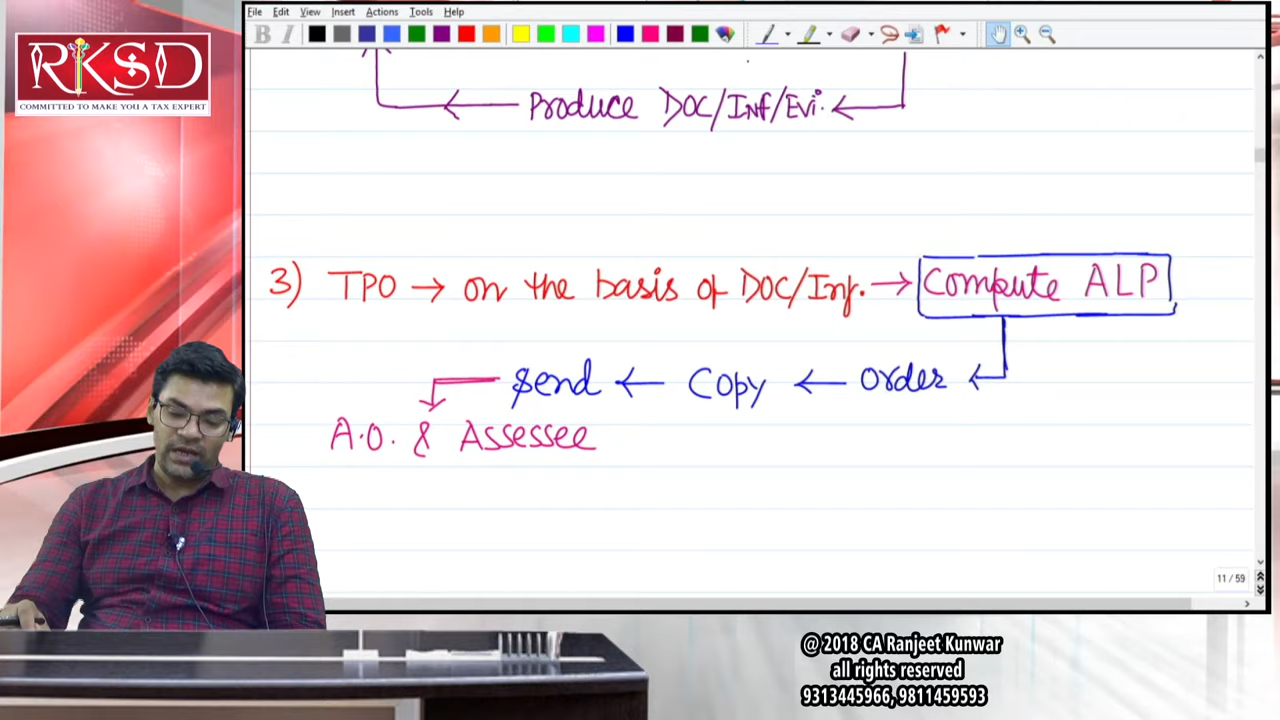 File Edit View Insert Actions Tools Help
B I
RKSD
COMMITTED TO MAKE YOU A TAX EXPERT
Produce DOC/Inf/Evi.
3) TPO → on the basis of DOC/Inf. → Compute ALP
Send ← Copy ← Order
A.O. & Assessee
11 / 59
@ 2018 CA Ranjeet Kunwar
all rights reserved
9313445966, 9811459593